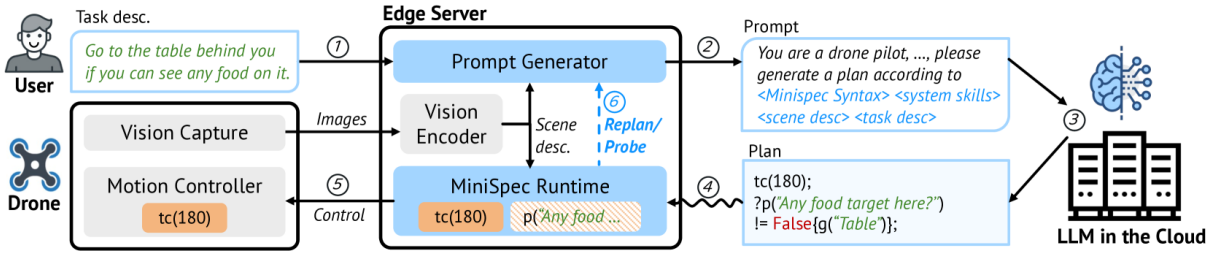 Task desc.
Go to the table behind you
if you can see any food on it.
User
①
Edge Server
Prompt Generator
②
Prompt
You are a drone pilot, ..., please
generate a plan according to
<Minispec Syntax> <system skills>
<scene desc> <task desc>
③
LLM in the Cloud
Drone
Vision Capture
Images
Vision
Encoder
Scene
desc.
⑥
Replan/
Probe
Motion Controller
tc(180)
⑤
Control
MiniSpec Runtime
tc(180)
p(“Any food ...
④
Plan
tc(180);
?p("Any food target here?")
!= False{g(“Table”)};